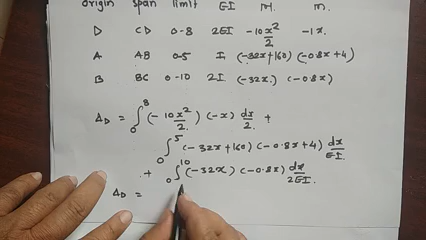 origin span limit EI M. m.
D CD 0-8 2EI -10x²/2 -1x.
A AB 0-5 I (-32x+160) (-0.8x+4)
B BC 0-10 2I (-32x) (-0.8x)
Δ_D = ∫₀⁸ (-10x²/2) (-x) dx/2 +
∫₀⁵ (-32x+160) (-0.8x+4) dx/EI
+ ∫₀¹⁰ (-32x) (-0.8x) dx/2EI.
Δ_D =